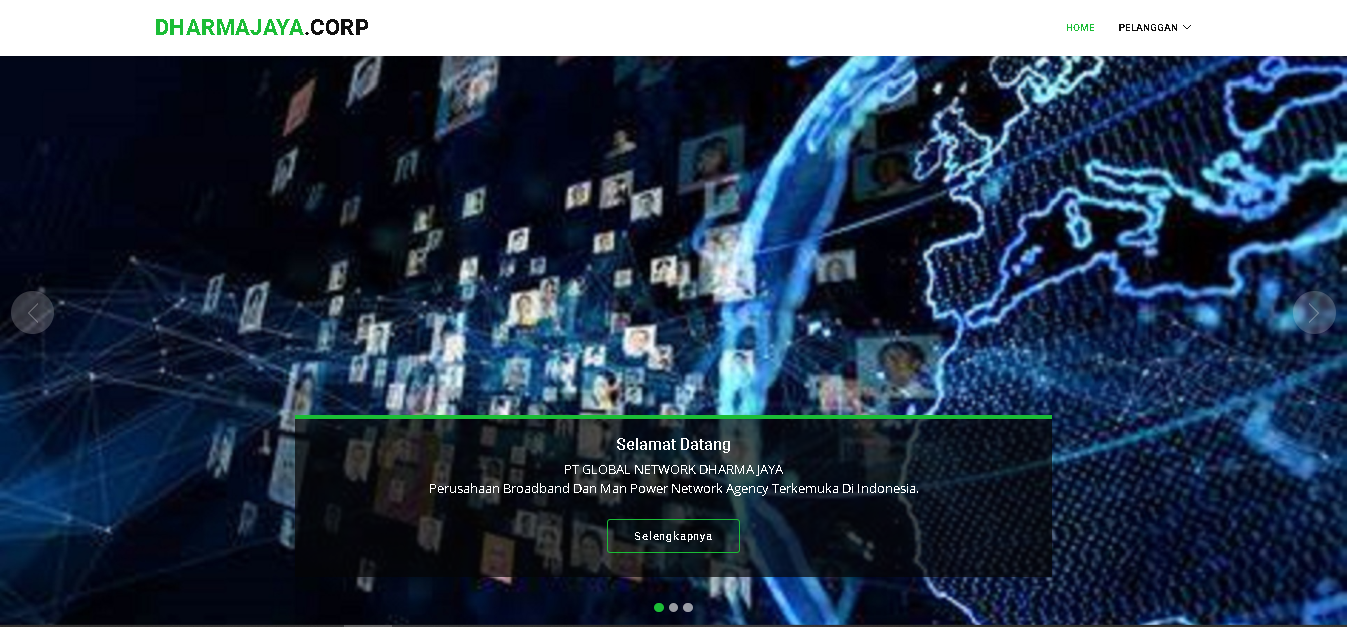 DHARMAJAYA.CORP
HOME
PELANGGAN
Selamat Datang
PT GLOBAL NETWORK DHARMA JAYA
Perusahaan Broadband Dan Man Power Network Agency Terkemuka Di Indonesia.
Selengkapnya